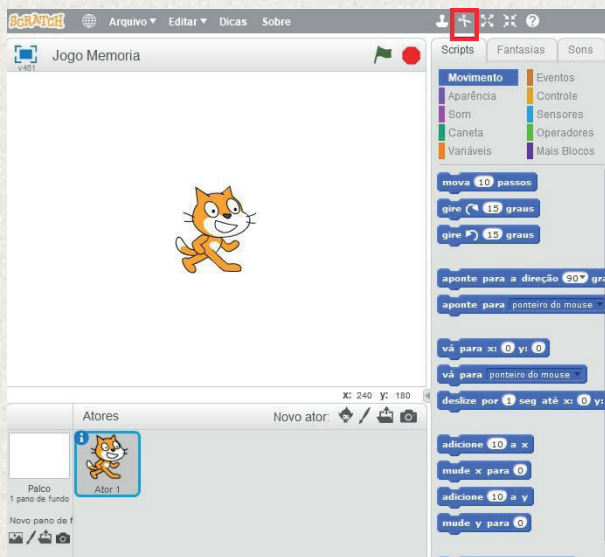 SCRATCH Arquivo▼ Editar▼ Dicas Sobre
v461 Jogo Memoria
Scripts Fantasias Sons
Movimento Eventos
Aparência Controle
Som Sensores
Caneta Operadores
Variáveis Mais Blocos
mova 10 passos
gire 15 graus
gire 15 graus
aponte para a direção 90▼ gra
aponte para ponteiro do mouse
vá para x: 0 y: 0
vá para ponteiro do mouse
deslize por 1 seg até x: 0 y:
adicione 10 a x
mude x para 0
adicione 10 a y
mude y para 0
X: 240 y: 180
Atores Novo ator:
Palco
1 pano de fundo
Ator 1
Novo pano de f